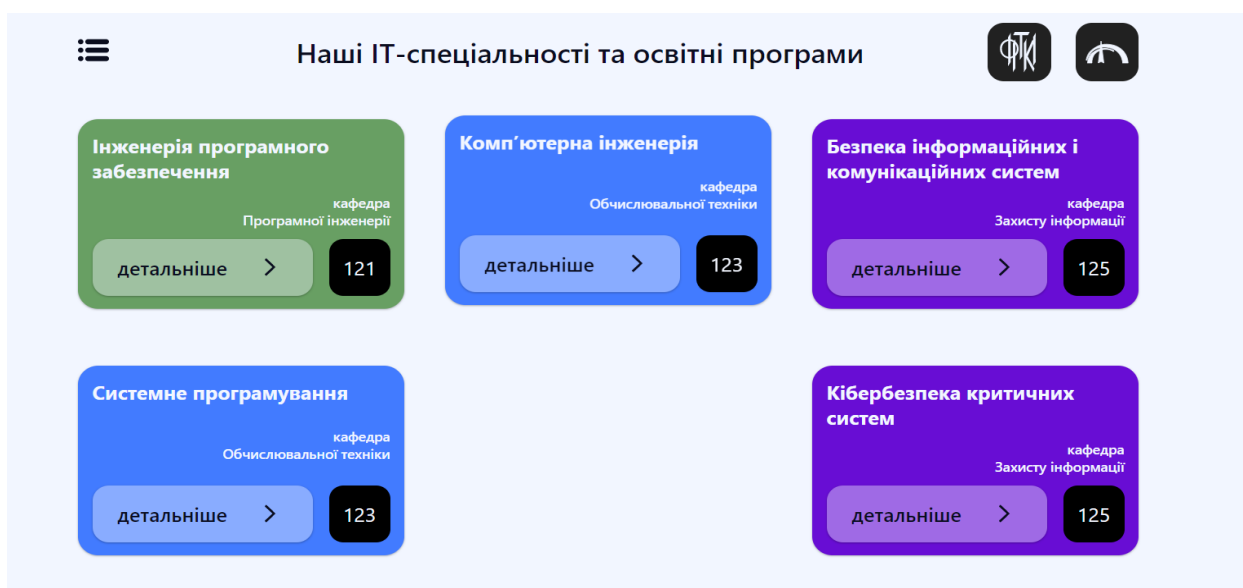 Наші ІТ-спеціальності та освітні програми
ФТКІ
Інженерія програмного
забезпечення
кафедра
Програмної інженерії
детальніше
121
Комп’ютерна інженерія
кафедра
Обчислювальної техніки
детальніше
123
Безпека інформаційних і
комунікаційних систем
кафедра
Захисту інформації
детальніше
125
Системне програмування
кафедра
Обчислювальної техніки
детальніше
123
Кібербезпека критичних
систем
кафедра
Захисту інформації
детальніше
125